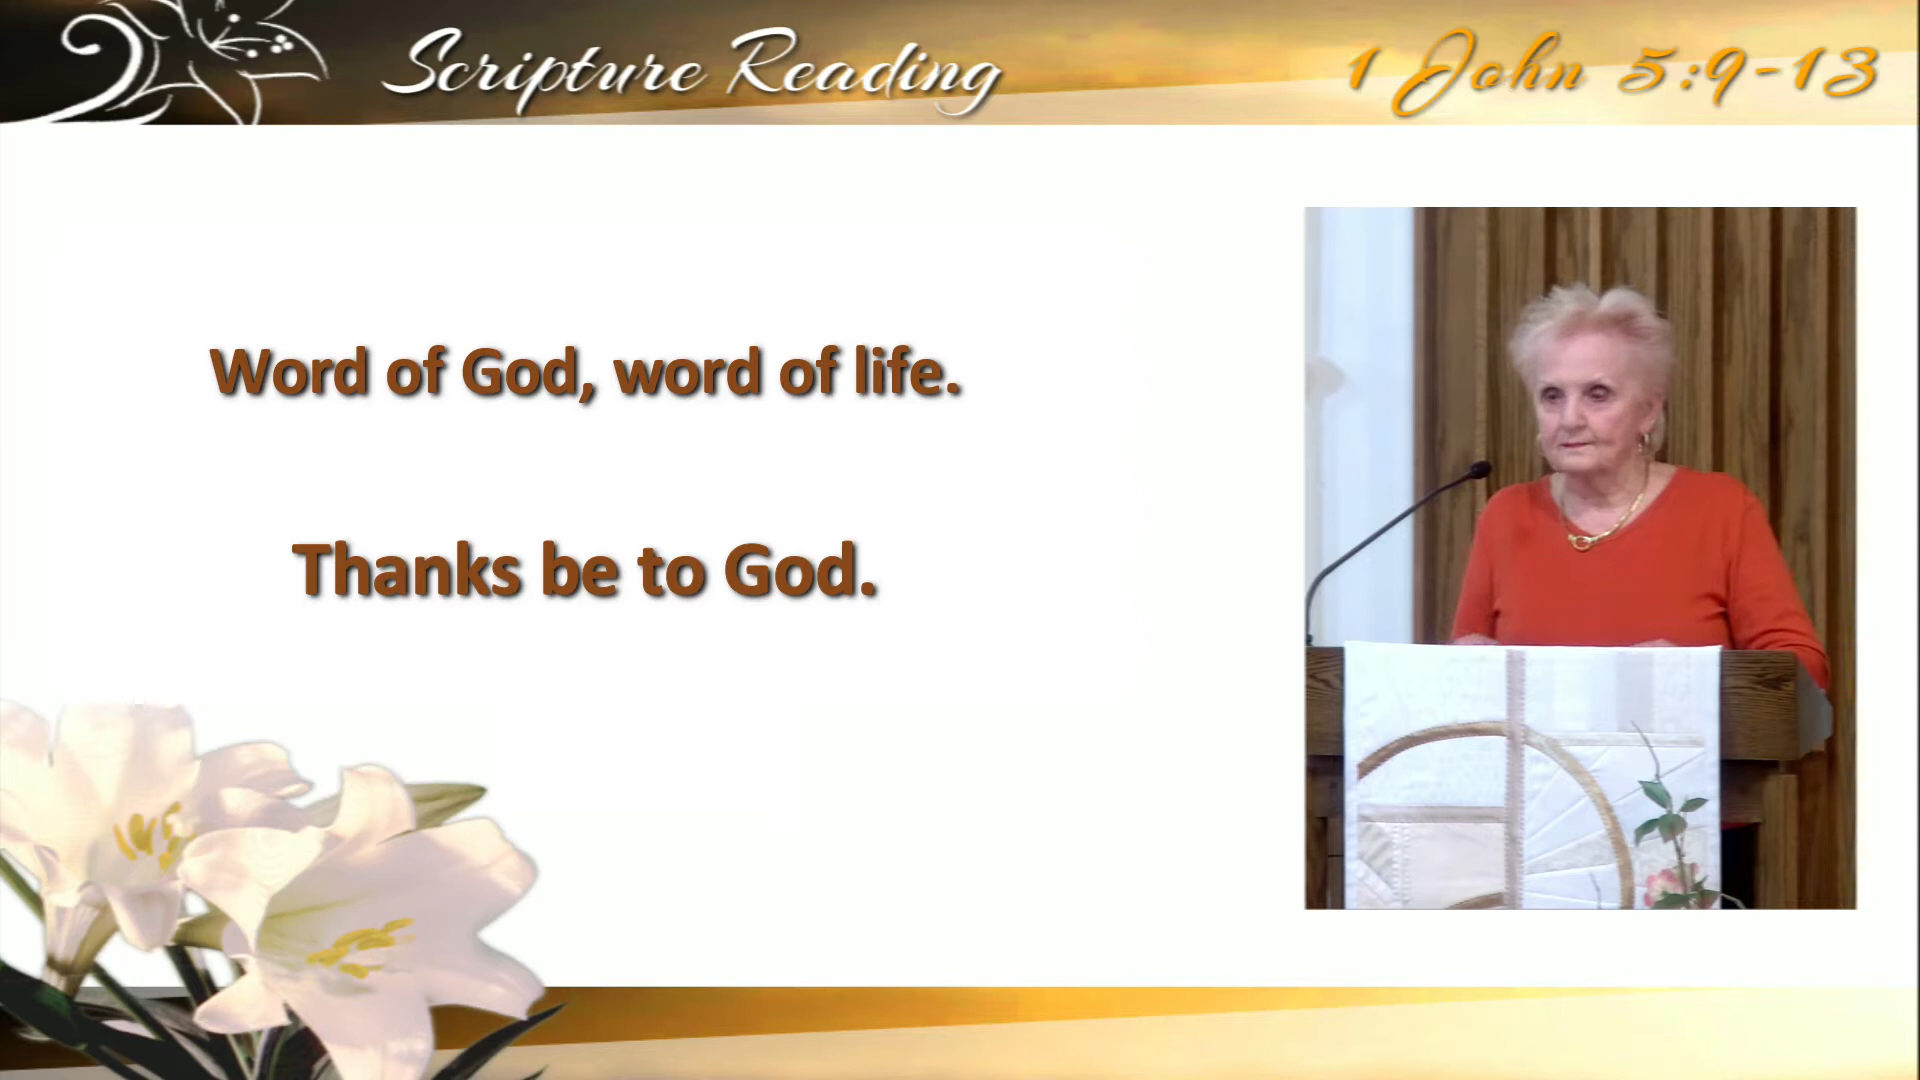 Scripture Reading
1 John 5:9-13
Word of God, word of life.
Thanks be to God.